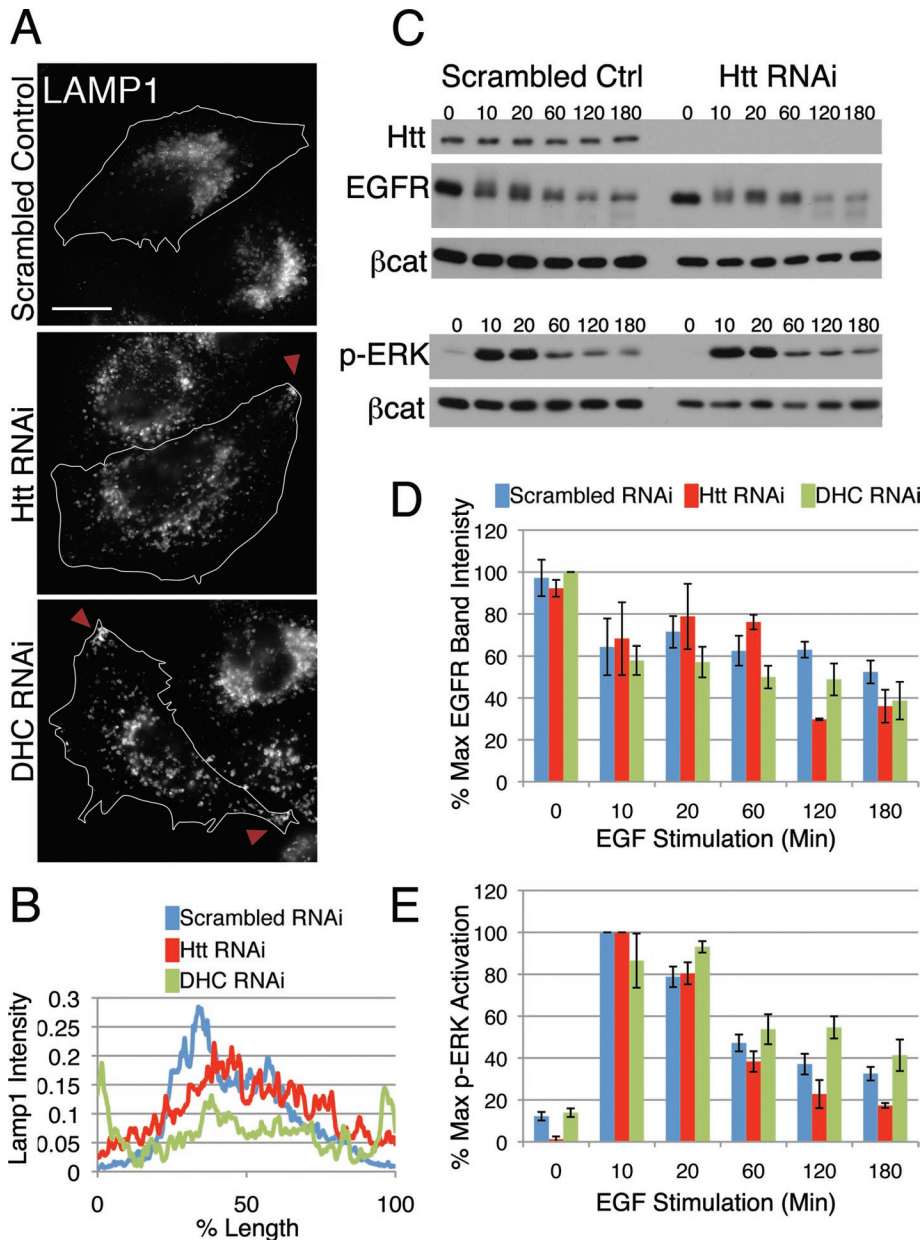 A
LAMP1
Scrambled Control
Htt RNAi
DHC RNAi
B
Scrambled RNAi
Htt RNAi
DHC RNAi
Lamp1 Intensity
0.3
0.25
0.2
0.15
0.1
0.05
0
0 50 100
% Length
C
Scrambled Ctrl Htt RNAi
0 10 20 60 120 180 0 10 20 60 120 180
Htt
EGFR
βcat
0 10 20 60 120 180 0 10 20 60 120 180
p-ERK
βcat
D
Scrambled RNAi Htt RNAi DHC RNAi
% Max EGFR Band Intenisty
120
100
80
60
40
20
0
0 10 20 60 120 180
EGF Stimulation (Min)
E
% Max p-ERK Activation
120
100
80
60
40
20
0
0 10 20 60 120 180
EGF Stimulation (Min)